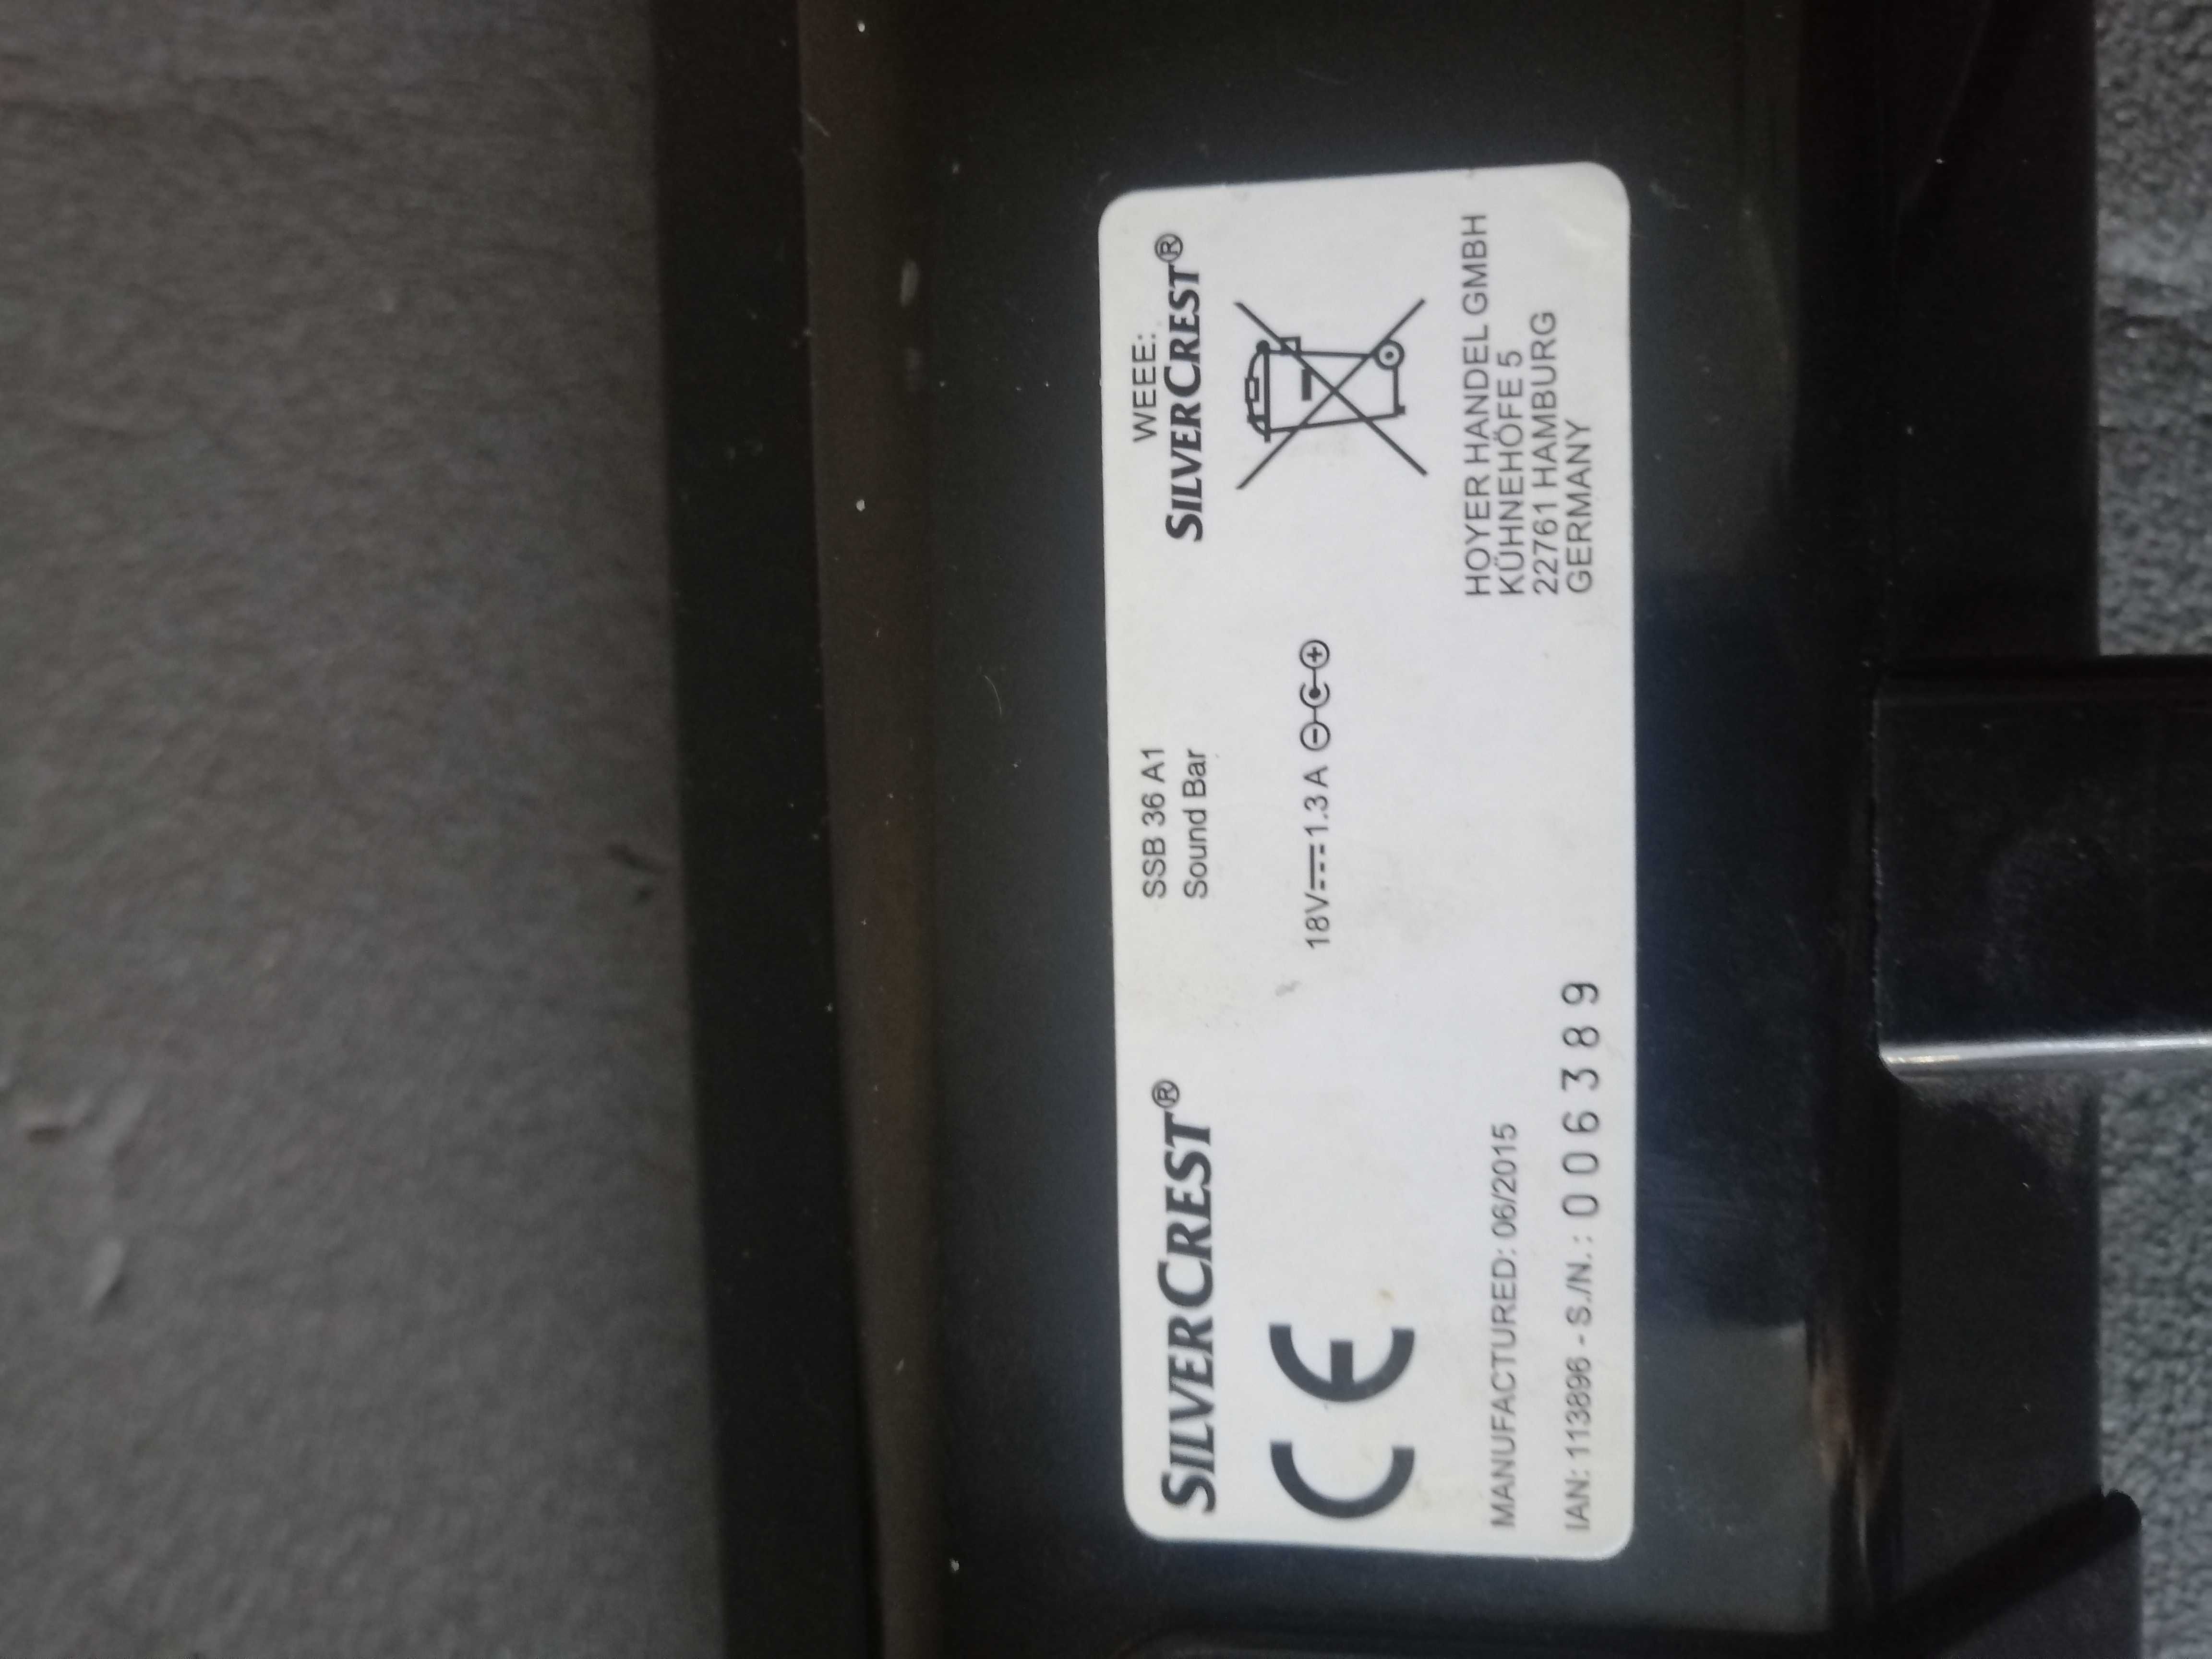 SILVERCREST®
SSB 36 A1
Sound Bar
WEEE:
SILVERCREST®
CE
18V⎓1.3 A
MANUFACTURED: 06/2015
IAN: 113896 - S./N. : 006389
HOYER HANDEL GMBH
KÜHNEHÖFE 5
22761 HAMBURG
GERMANY